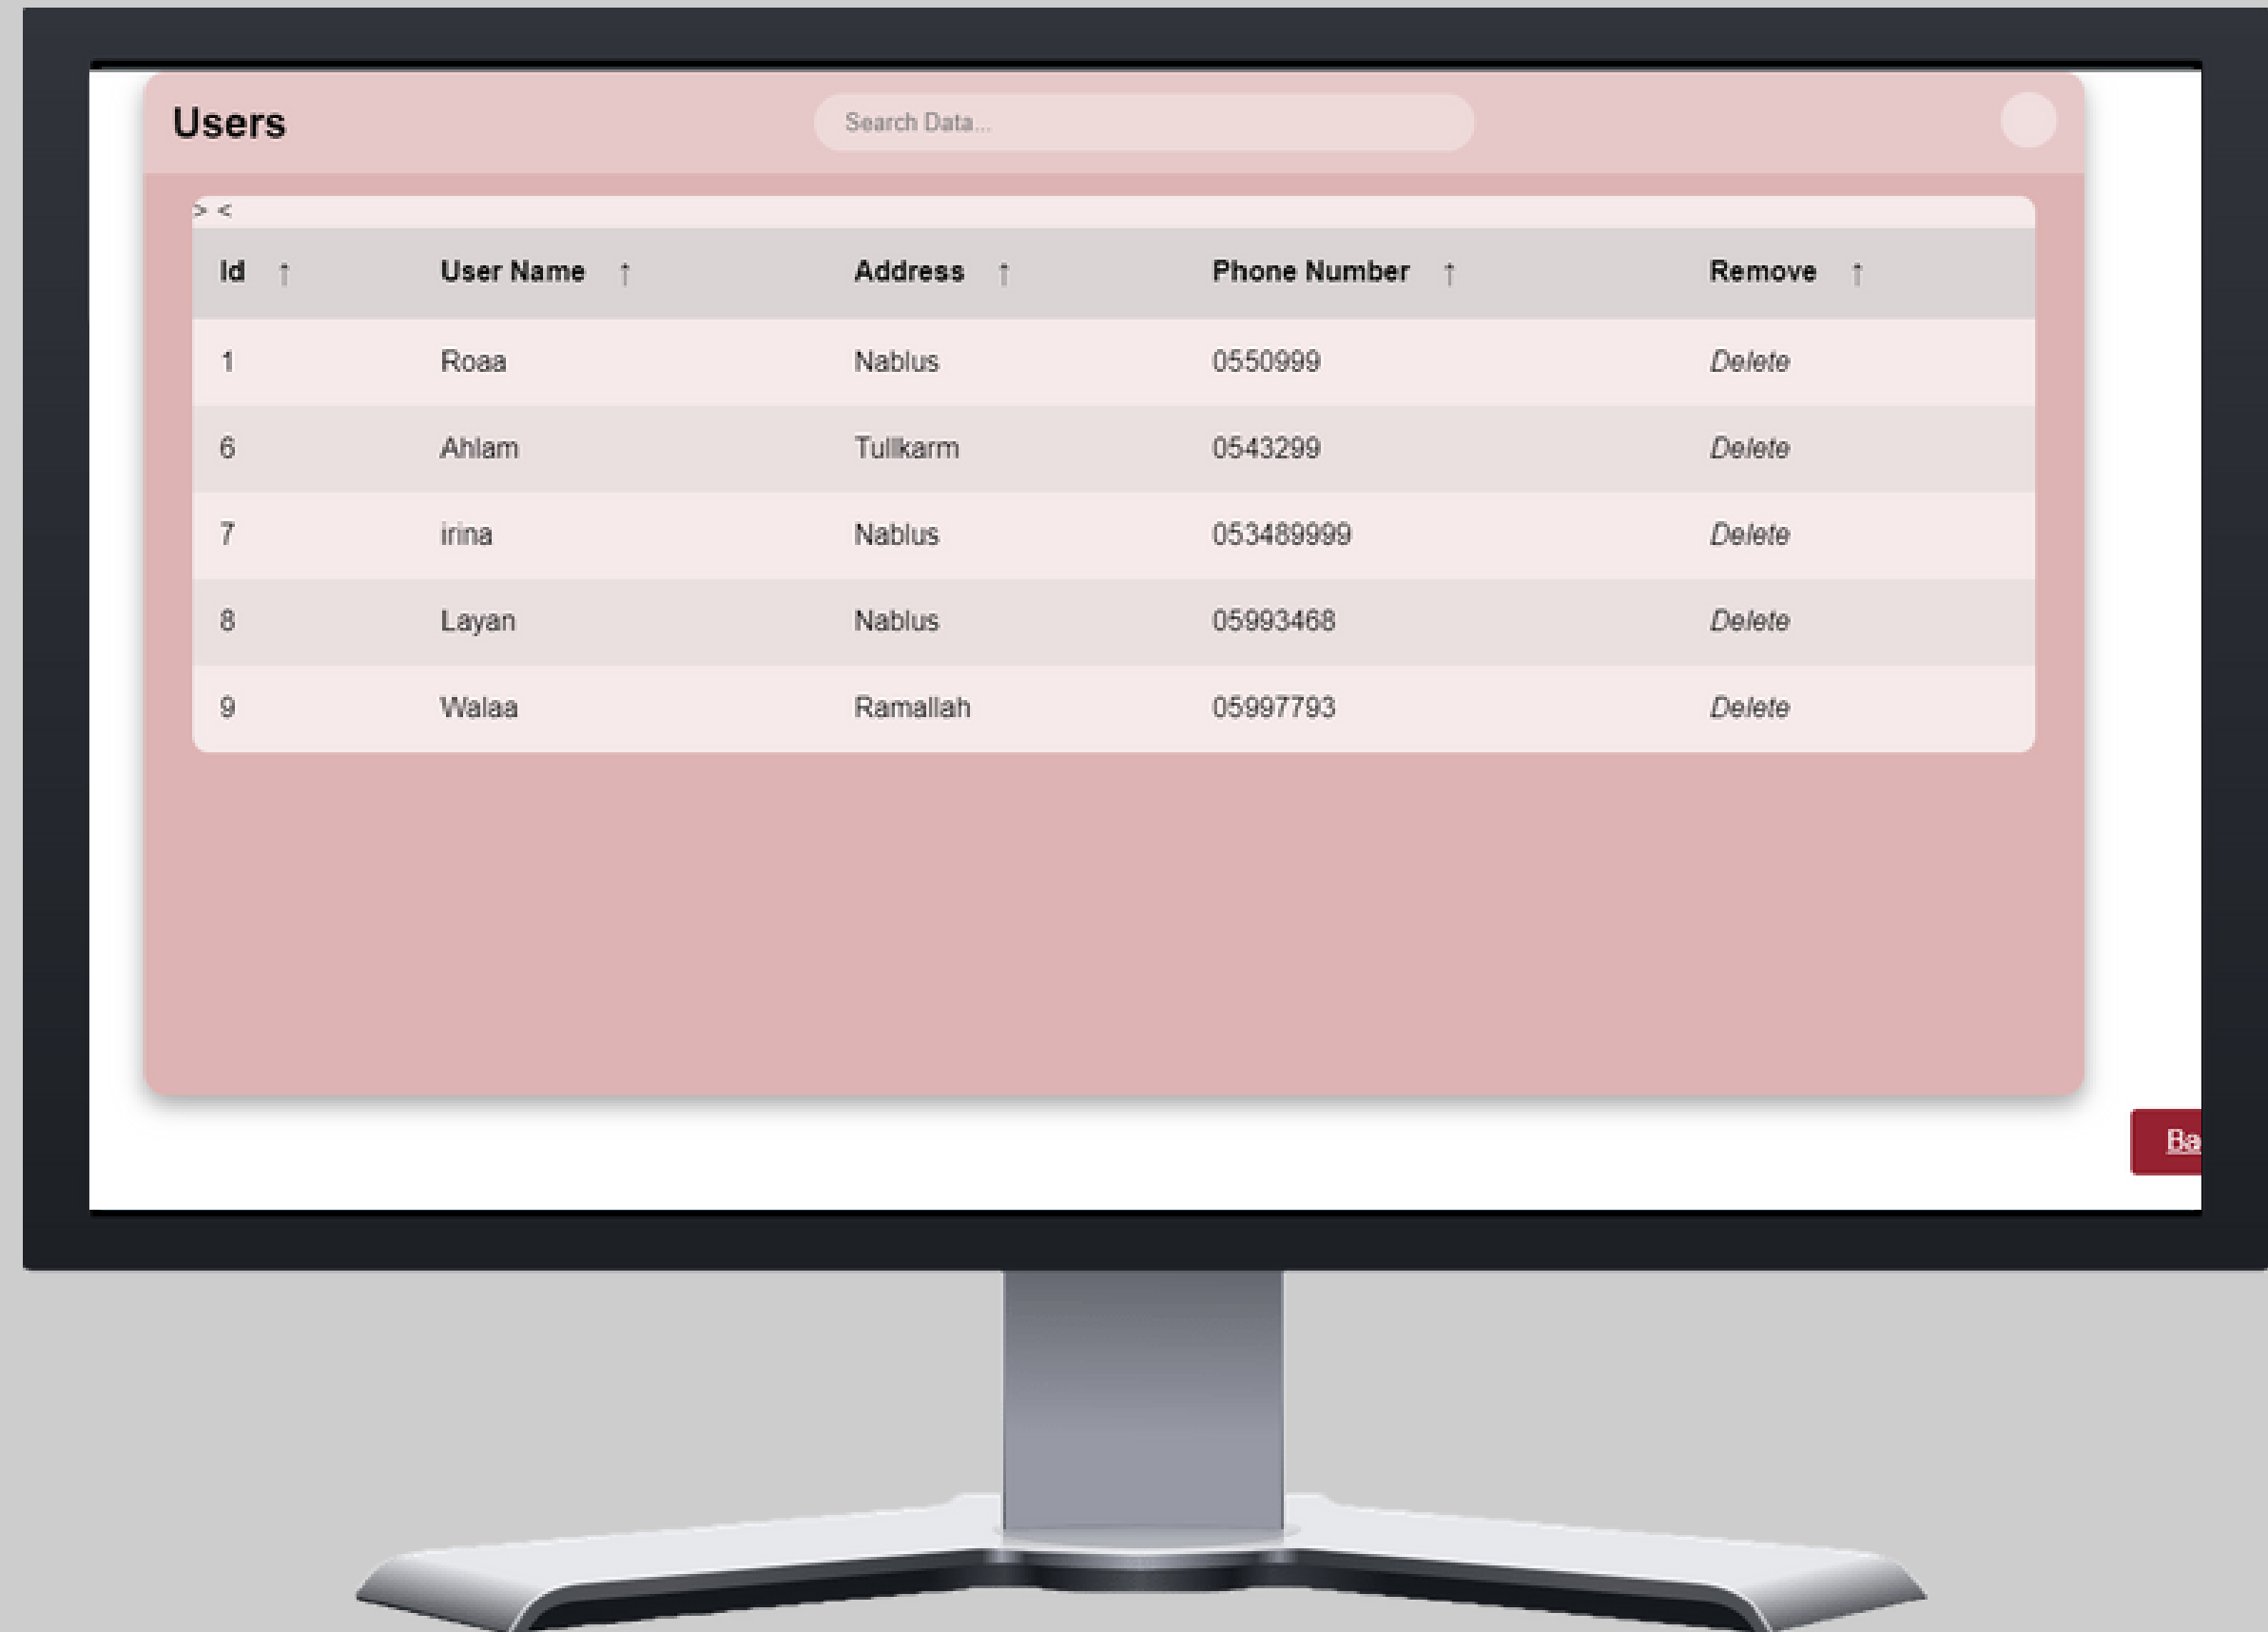 Users Search Data...
> <
Id ↑ User Name ↑ Address ↑ Phone Number ↑ Remove ↑
1 Roaa Nablus 0550999 Delete
6 Ahlam Tullkarm 0543299 Delete
7 irina Nablus 053489999 Delete
8 Layan Nablus 05993468 Delete
9 Walaa Ramallah 05997793 Delete
Ba